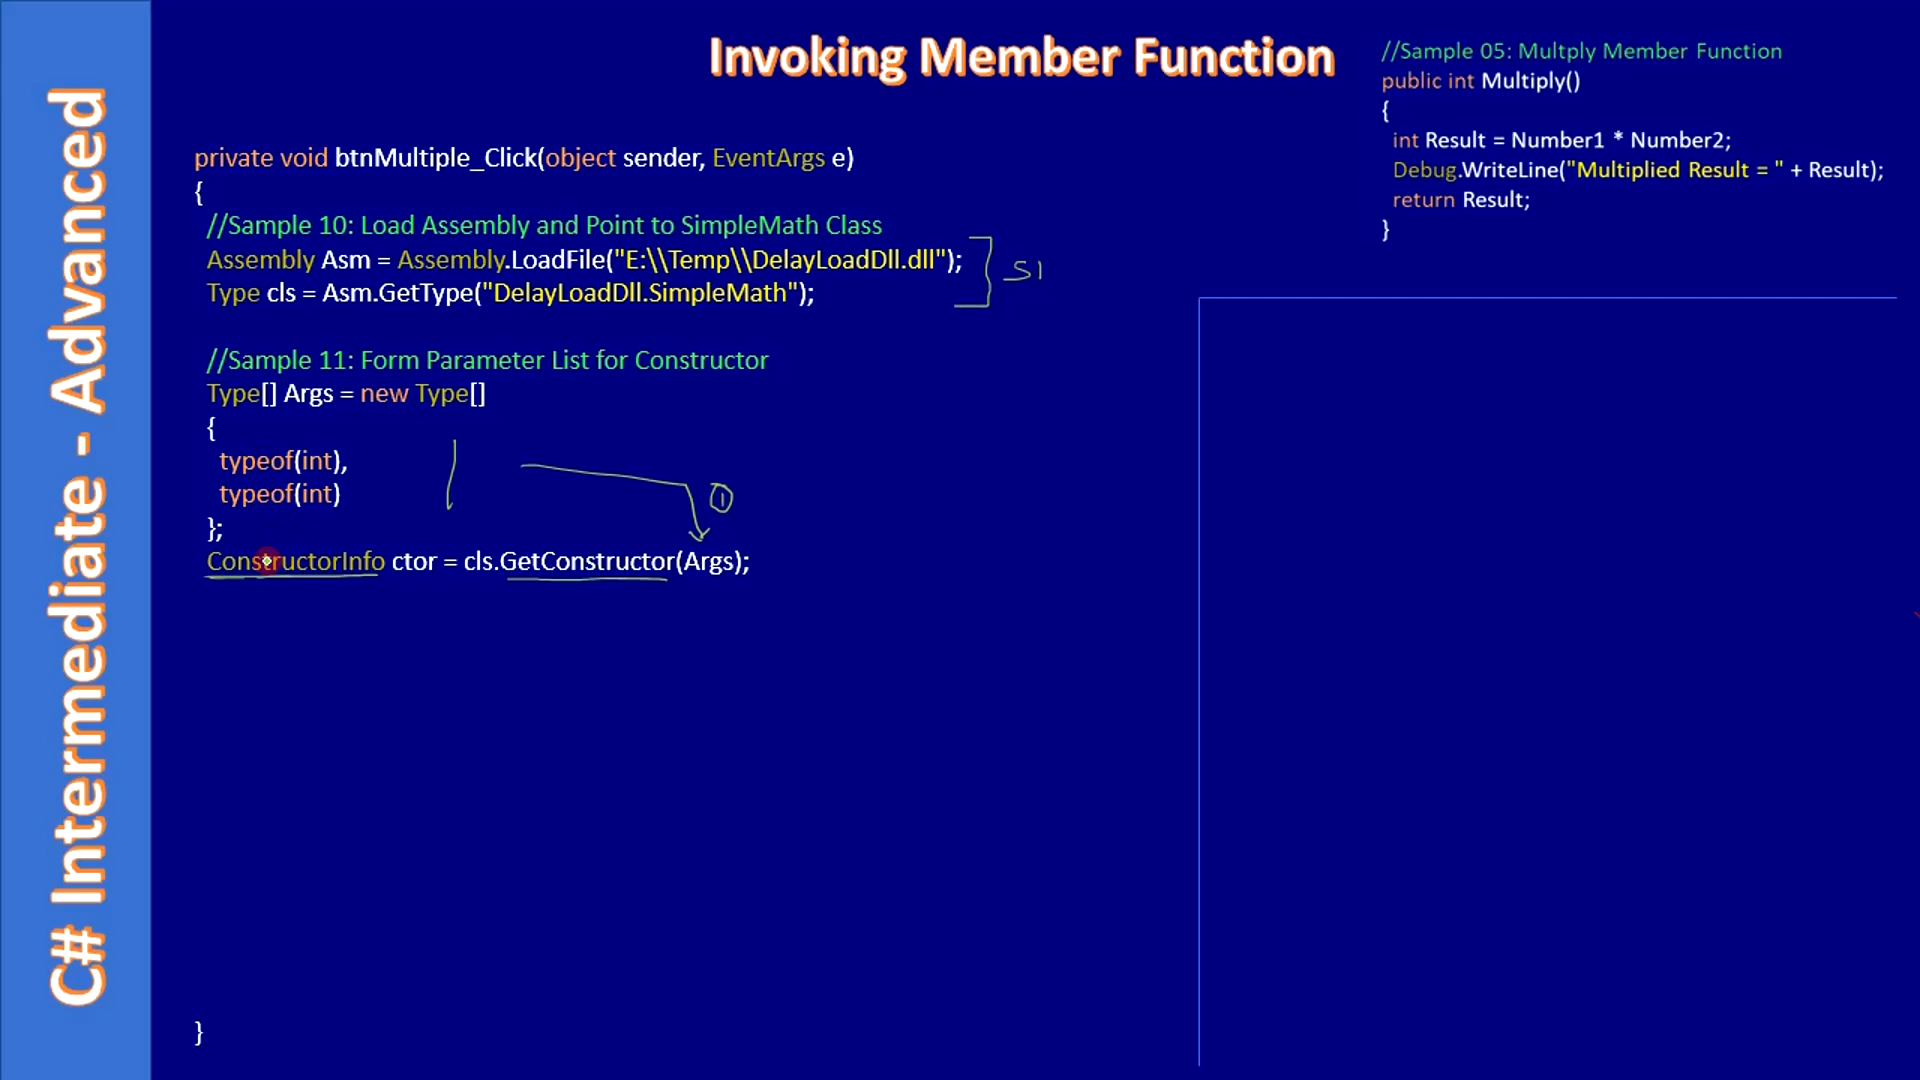 C# Intermediate - Advanced
Invoking Member Function
//Sample 05: Multply Member Function
public int Multiply()
{
int Result = Number1 * Number2;
Debug.WriteLine("Multiplied Result = " + Result);
return Result;
}
private void btnMultiple_Click(object sender, EventArgs e)
{
//Sample 10: Load Assembly and Point to SimpleMath Class
Assembly Asm = Assembly.LoadFile("E:\\Temp\\DelayLoadDll.dll");
Type cls = Asm.GetType("DelayLoadDll.SimpleMath");
S1
//Sample 11: Form Parameter List for Constructor
Type[] Args = new Type[]
{
typeof(int),
typeof(int)
};
①
ConstructorInfo ctor = cls.GetConstructor(Args);
}